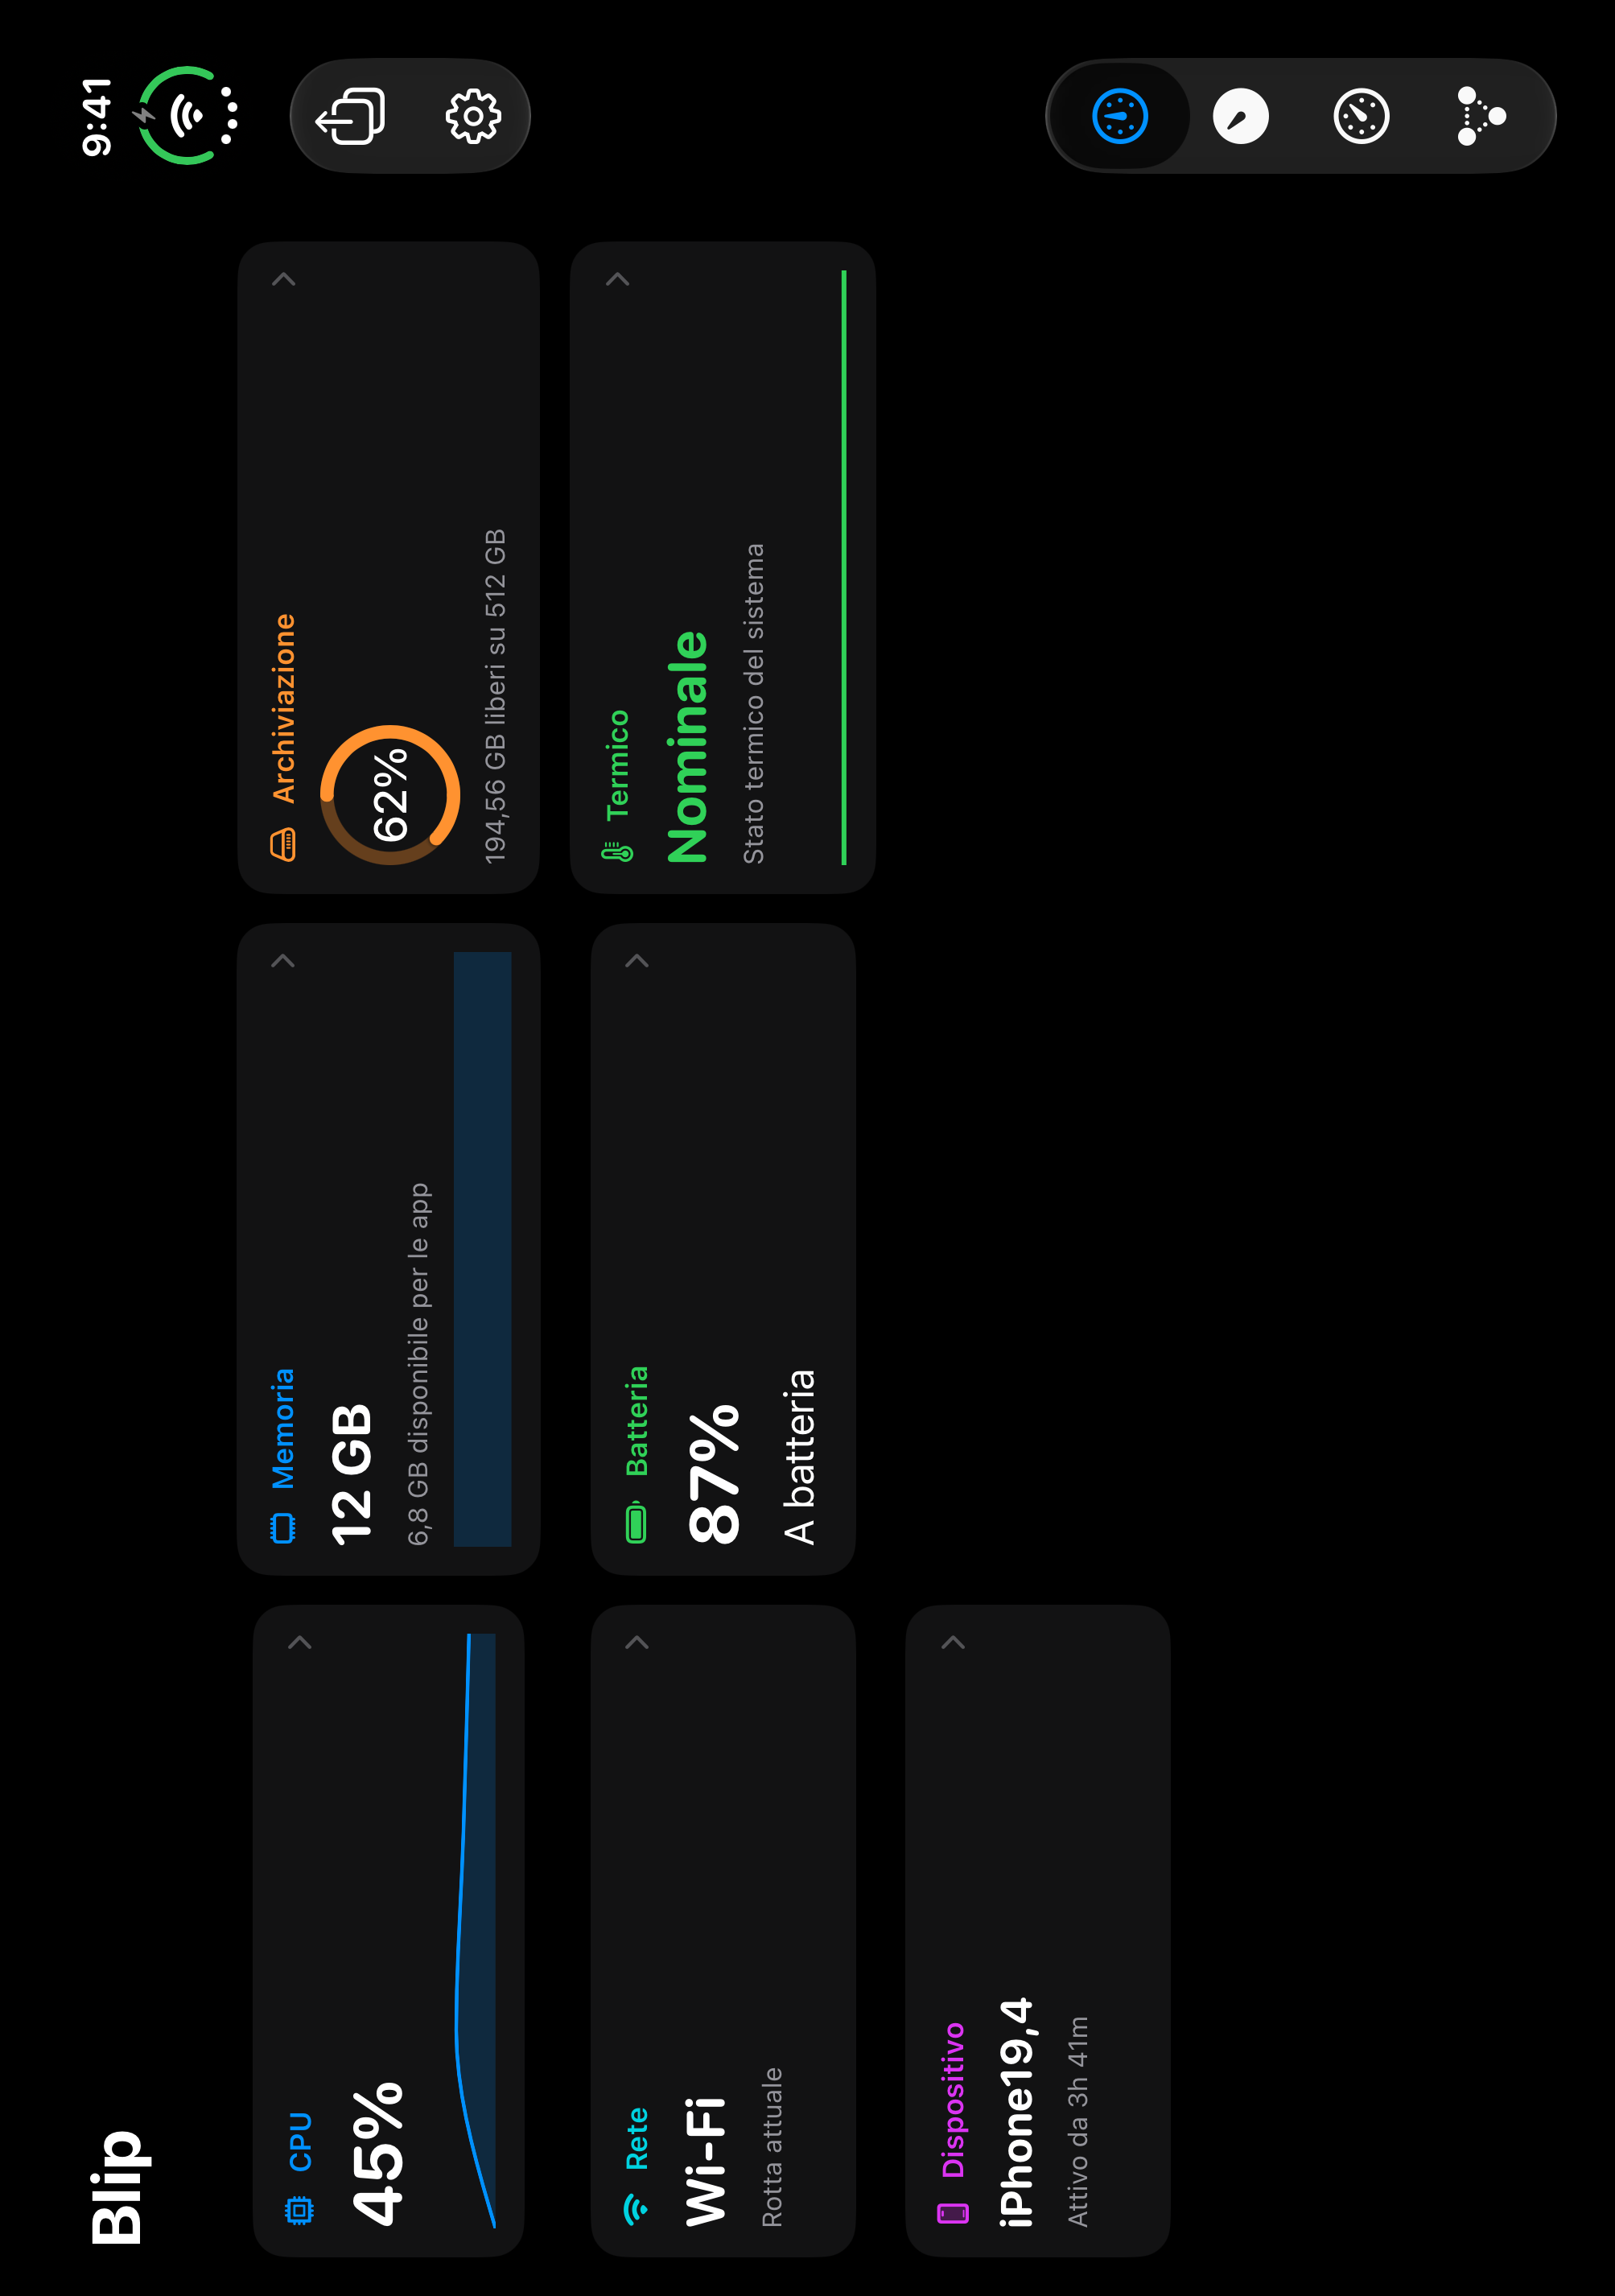 Blip
9:41
CPU
45%
Memoria
12 GB
6,8 GB disponibile per le app
Archiviazione
62%
194,56 GB liberi su 512 GB
Rete
Wi-Fi
Rotta attuale
Batteria
87%
A batteria
Termico
Nominale
Stato termico del sistema
Dispositivo
iPhone19,4
Attivo da 3h 41m